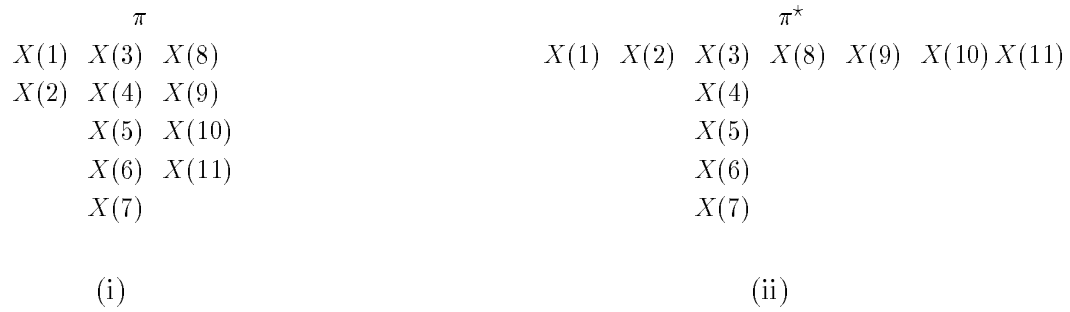 π π⋆
X(1) X(3) X(8) X(1) X(2) X(3) X(8) X(9) X(10) X(11)
X(2) X(4) X(9) X(4)
X(5) X(10) X(5)
X(6) X(11) X(6)
X(7) X(7)
(i) (ii)